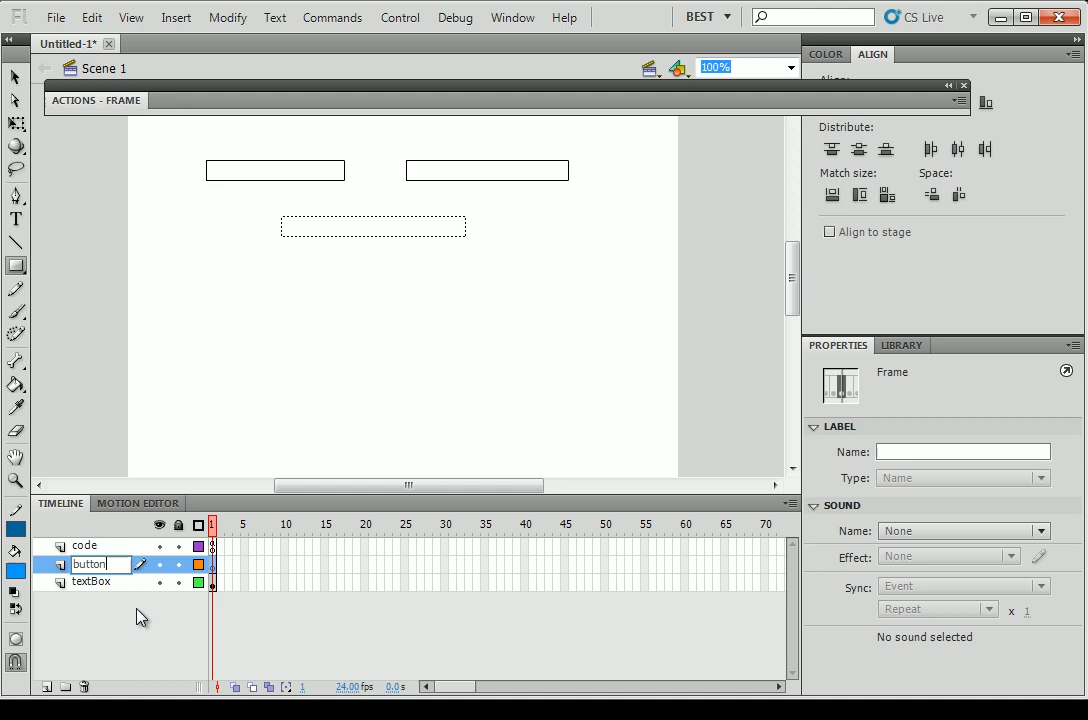 Fl File Edit View Insert Modify Text Commands Control Debug Window Help BEST CS Live
Untitled-1*
Scene 1 100%
ACTIONS - FRAME
COLOR ALIGN
Align:
Distribute:
Match size: Space:
Align to stage
PROPERTIES LIBRARY
Frame
LABEL
Name:
Type: Name
SOUND
Name: None
Effect: None
Sync: Event
Repeat x 1
No sound selected
TIMELINE MOTION EDITOR
1 5 10 15 20 25 30 35 40 45 50 55 60 65 70
code
button
textBox
1 24.00 fps 0.0 s